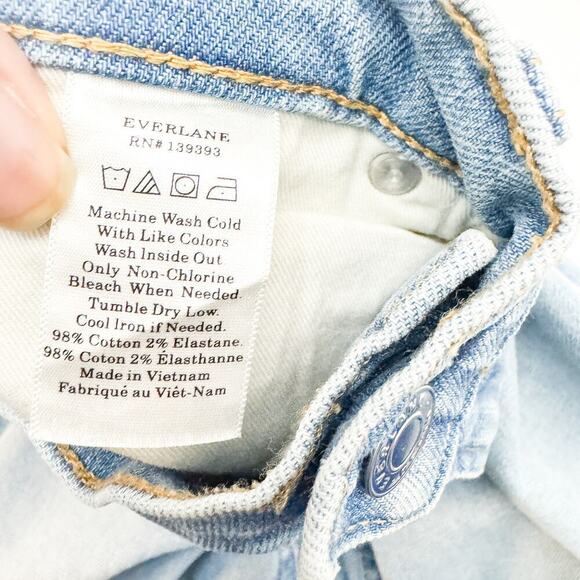 EVERLANE
RN# 139393
Machine Wash Cold
With Like Colors
Wash Inside Out
Only Non-Chlorine
Bleach When Needed.
Tumble Dry Low.
Cool Iron if Needed.
98% Cotton 2% Elastane.
98% Coton 2% Élasthanne
Made in Vietnam
Fabriqué au Viêt-Nam